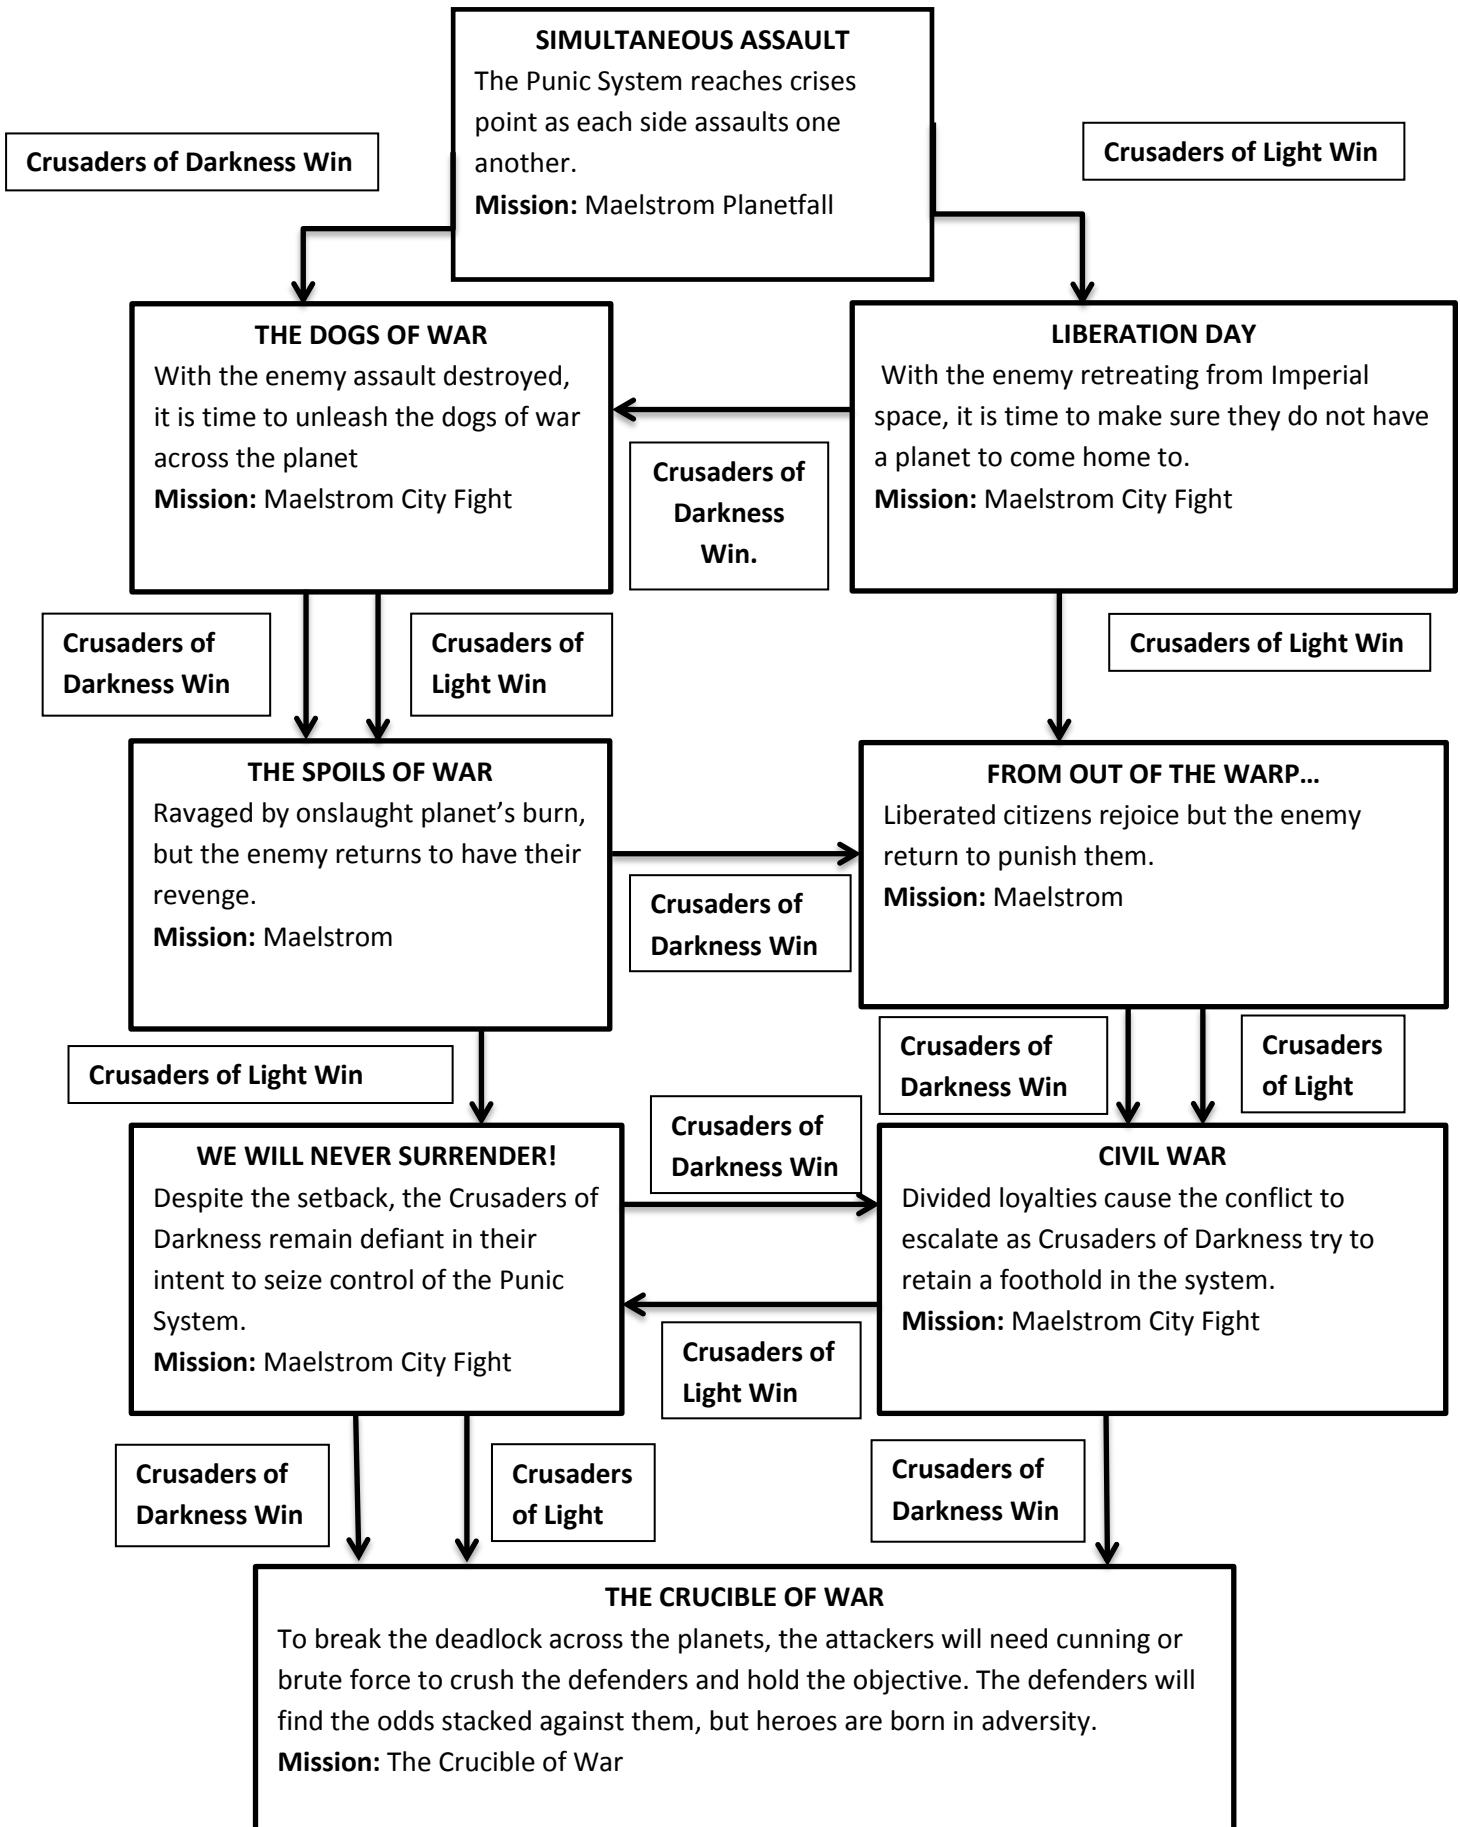 SIMULTANEOUS ASSAULT
The Punic System reaches crises
point as each side assaults one
another.
Mission: Maelstrom Planetfall
Crusaders of Darkness Win
Crusaders of Light Win
THE DOGS OF WAR
With the enemy assault destroyed,
it is time to unleash the dogs of war
across the planet
Mission: Maelstrom City Fight
Crusaders of
Darkness
Win.
LIBERATION DAY
With the enemy retreating from Imperial
space, it is time to make sure they do not have
a planet to come home to.
Mission: Maelstrom City Fight
Crusaders of
Darkness Win
Crusaders of
Light Win
Crusaders of Light Win
THE SPOILS OF WAR
Ravaged by onslaught planet’s burn,
but the enemy returns to have their
revenge.
Mission: Maelstrom
Crusaders of
Darkness Win
FROM OUT OF THE WARP…
Liberated citizens rejoice but the enemy
return to punish them.
Mission: Maelstrom
Crusaders of Light Win
Crusaders of
Darkness Win
Crusaders
of Light
WE WILL NEVER SURRENDER!
Despite the setback, the Crusaders of
Darkness remain defiant in their
intent to seize control of the Punic
System.
Mission: Maelstrom City Fight
Crusaders of
Darkness Win
Crusaders of
Light Win
CIVIL WAR
Divided loyalties cause the conflict to
escalate as Crusaders of Darkness try to
retain a foothold in the system.
Mission: Maelstrom City Fight
Crusaders of
Darkness Win
Crusaders
of Light
Crusaders of
Darkness Win
THE CRUCIBLE OF WAR
To break the deadlock across the planets, the attackers will need cunning or
brute force to crush the defenders and hold the objective. The defenders will
find the odds stacked against them, but heroes are born in adversity.
Mission: The Crucible of War